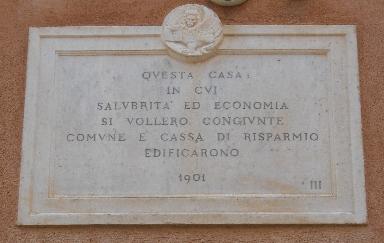 QVESTA CASA
IN CVI
SALVBRITA' ED ECONOMIA
SI VOLLERO CONGIVNTE
COMVNE E CASSA DI RISPARMIO
EDIFICARONO
1901
III